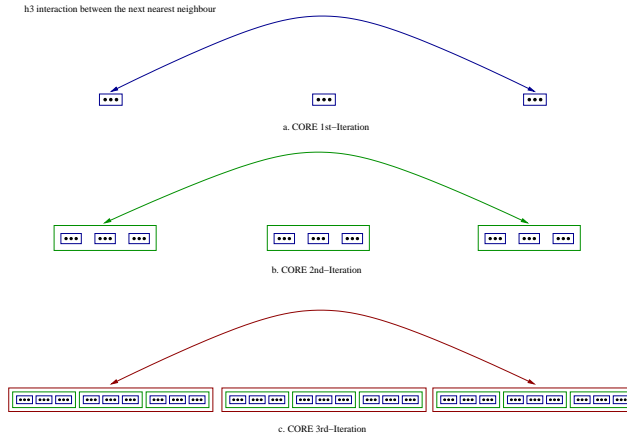 h3 interaction between the next nearest neighbour
a. CORE 1st−Iteration
b. CORE 2nd−Iteration
c. CORE 3rd−Iteration